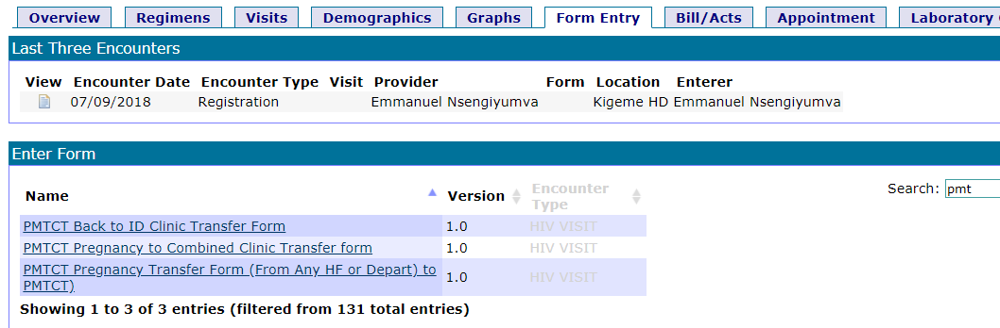 Overview Regimens Visits Demographics Graphs Form Entry Bill/Acts Appointment Laboratory
Last Three Encounters
View Encounter Date Encounter Type Visit Provider Form Location Enterer
07/09/2018 Registration Emmanuel Nsengiyumva Kigeme HD Emmanuel Nsengiyumva
Enter Form
Search: pmt
Name Version Encounter Type
PMTCT Back to ID Clinic Transfer Form 1.0 HIV VISIT
PMTCT Pregnancy to Combined Clinic Transfer form 1.0 HIV VISIT
PMTCT Pregnancy Transfer Form (From Any HF or Depart) to
PMTCT) 1.0 HIV VISIT
Showing 1 to 3 of 3 entries (filtered from 131 total entries)